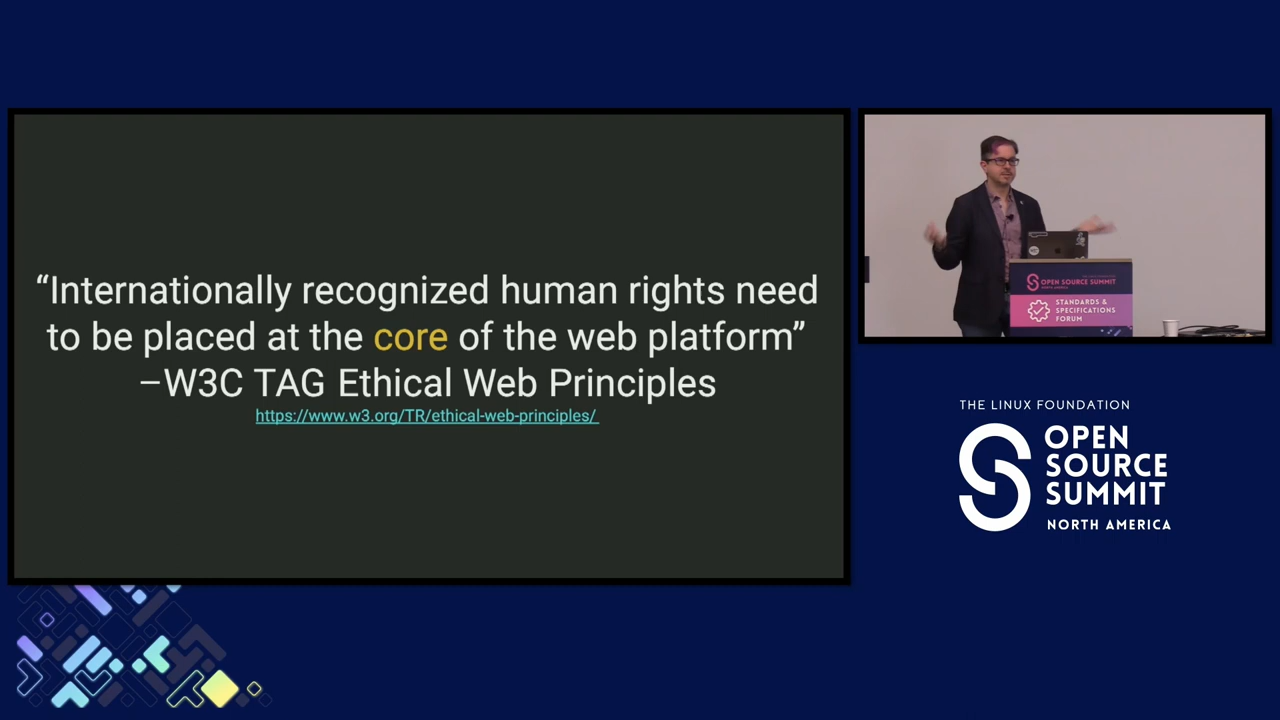 “Internationally recognized human rights need
to be placed at the core of the web platform”
–W3C TAG Ethical Web Principles
https://www.w3.org/TR/ethical-web-principles/
OPEN SOURCE SUMMIT
NORTH AMERICA
STANDARDS &
SPECIFICATIONS
FORUM
THE LINUX FOUNDATION
OPEN
SOURCE
SUMMIT
NORTH AMERICA